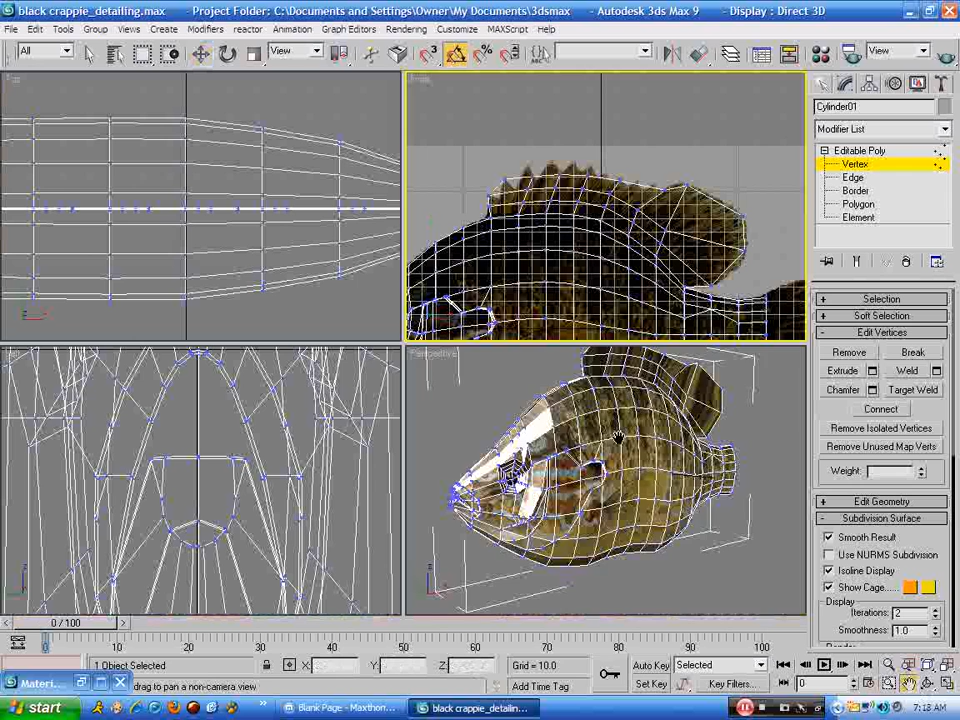 black crappie_detailing.max - Project Folder: C:\Documents and Settings\Owner\My Documents\3dsmax - Autodesk 3ds Max 9 - Display : Direct 3D
File Edit Tools Group Views Create Modifiers reactor Animation Graph Editors Rendering Customize MAXScript Help
All View View
Cylinder01
Modifier List
Editable Poly
Vertex
Edge
Border
Polygon
Element
Selection
Soft Selection
Edit Vertices
Remove Break
Extrude Weld
Chamfer Target Weld
Connect
Remove Isolated Vertices
Remove Unused Map Verts
Weight:
Edit Geometry
Subdivision Surface
Smooth Result
Use NURMS Subdivision
Isoline Display
Show Cage......
Display
Iterations: 2
Smoothness: 1.0
Perspective
0 / 100
0 10 20 30 40 50 60 70 80 90 100
1 Object Selected X: Y: Z: Grid = 10.0 Auto Key Selected
Materi... drag to pan a non-camera view Add Time Tag Set Key Key Filters... 0
start Blank Page - Maxthon... black crappie_detailin... 7:18 AM